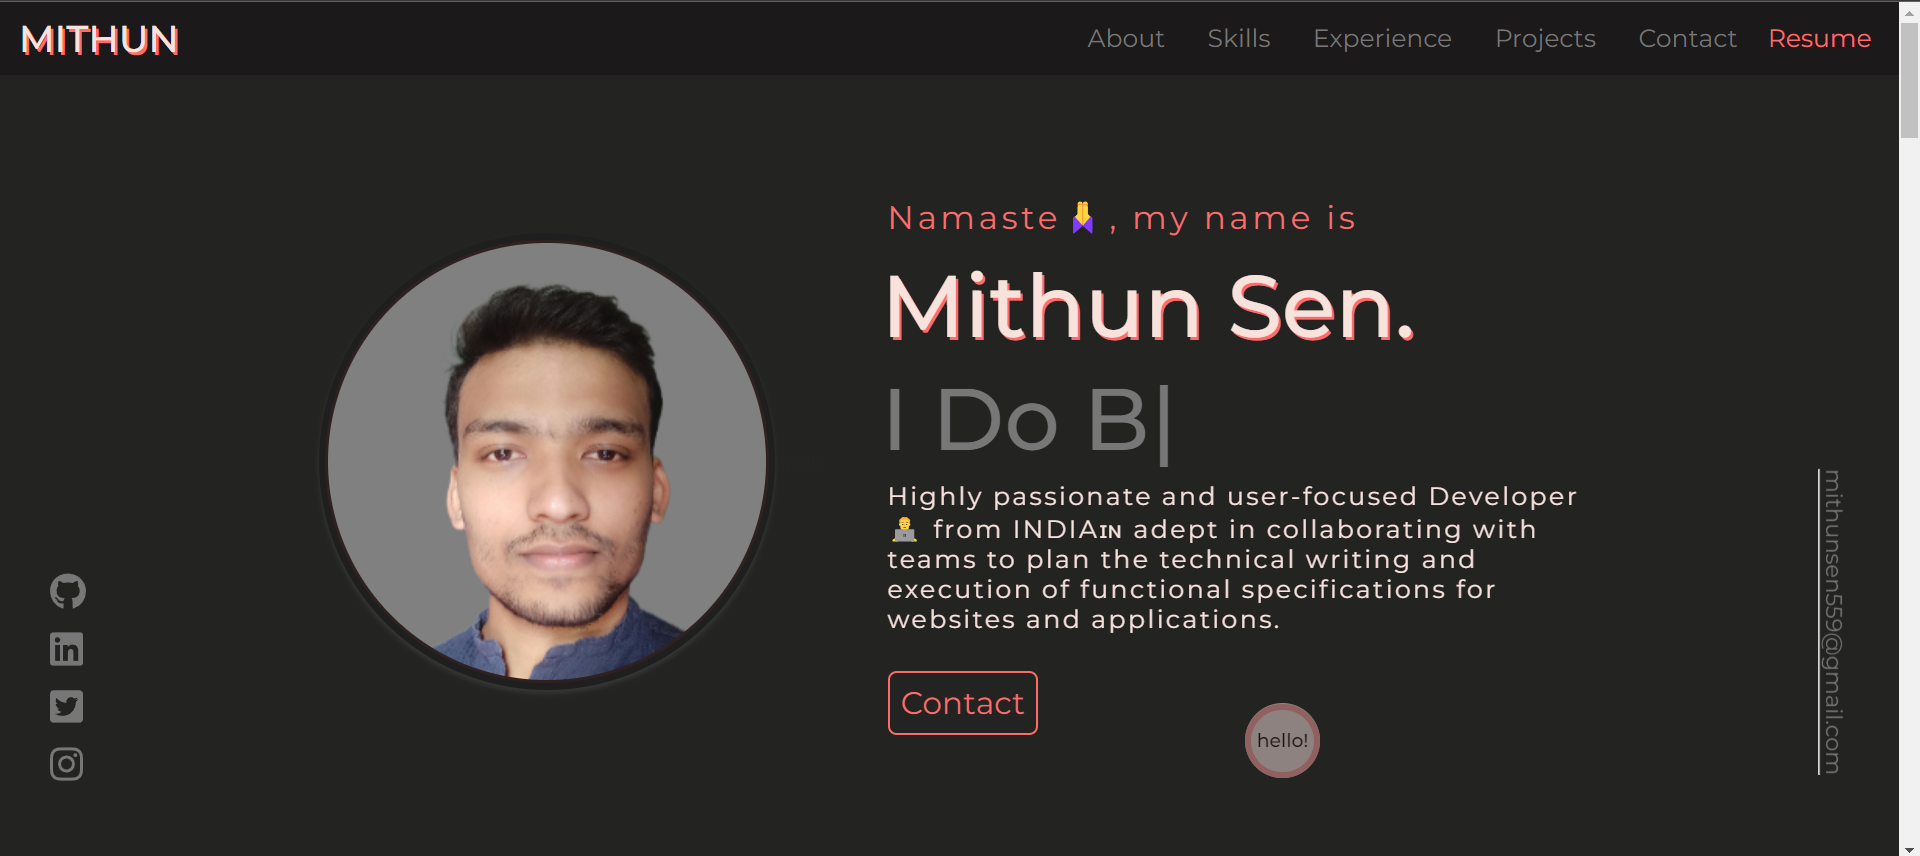 MITHUN
About Skills Experience Projects Contact Resume
Namaste🙏, my name is
Mithun Sen.
I Do B|
Highly passionate and user-focused Developer
🧑‍💻 from INDIAɪɴ adept in collaborating with
teams to plan the technical writing and
execution of functional specifications for
websites and applications.
Contact
hello!
mithunsen559@gmail.com